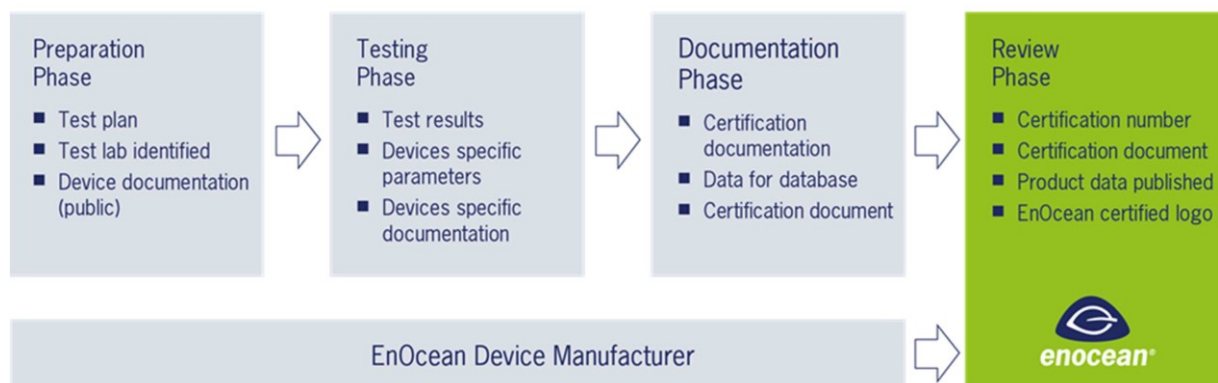 Preparation
Phase
■ Test plan
■ Test lab identified
■ Device documentation
(public)
Testing
Phase
■ Test results
■ Devices specific
parameters
■ Devices specific
documentation
Documentation
Phase
■ Certification
documentation
■ Data for database
■ Certification document
Review
Phase
■ Certification number
■ Certification document
■ Product data published
■ EnOcean certified logo
EnOcean Device Manufacturer
enocean®